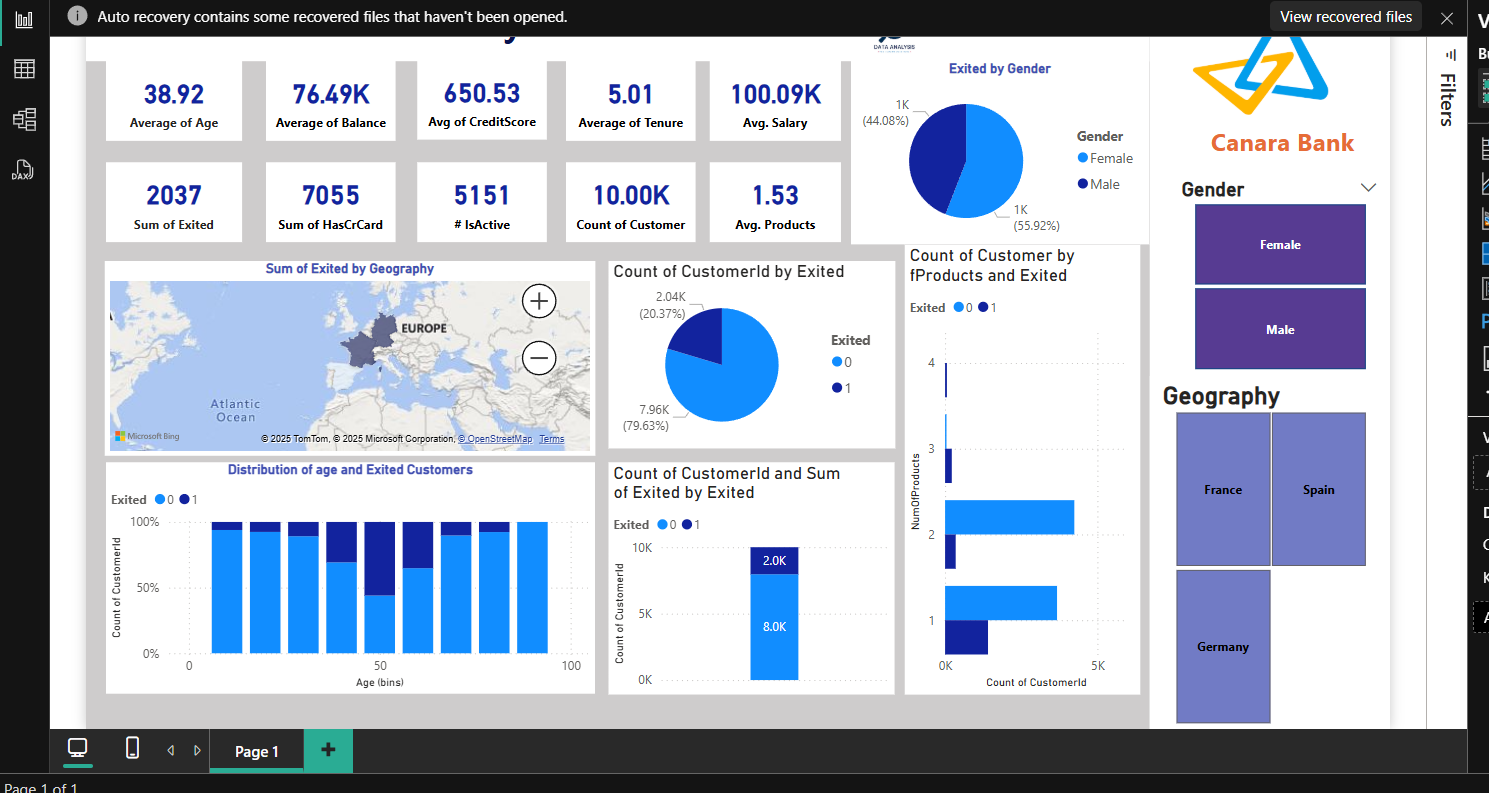 Auto recovery contains some recovered files that haven't been opened.
View recovered files
DATA ANALYSIS
38.92
Average of Age
76.49K
Average of Balance
650.53
Avg of CreditScore
5.01
Average of Tenure
100.09K
Avg. Salary
2037
Sum of Exited
7055
Sum of HasCrCard
5151
# IsActive
10.00K
Count of Customer
1.53
Avg. Products
Exited by Gender
1K
(44.08%)
1K
(55.92%)
Gender
Female
Male
Canara Bank
Gender
Female
Male
Geography
France
Spain
Germany
Filters
Sum of Exited by Geography
EUROPE
Atlantic
Ocean
Microsoft Bing
© 2025 TomTom, © 2025 Microsoft Corporation, © OpenStreetMap Terms
Count of CustomerId by Exited
2.04K
(20.37%)
7.96K
(79.63%)
Exited
0
1
Count of Customer by
fProducts and Exited
Exited 0 1
NumOfProducts
4
3
2
1
0K 5K
Count of CustomerId
Distribution of age and Exited Customers
Exited 0 1
Count of CustomerId
100%
50%
0%
0 50 100
Age (bins)
Count of CustomerId and Sum
of Exited by Exited
Exited 0 1
Count of CustomerId
10K
5K
0K
2.0K
8.0K
Page 1
Page 1 of 1
DAX